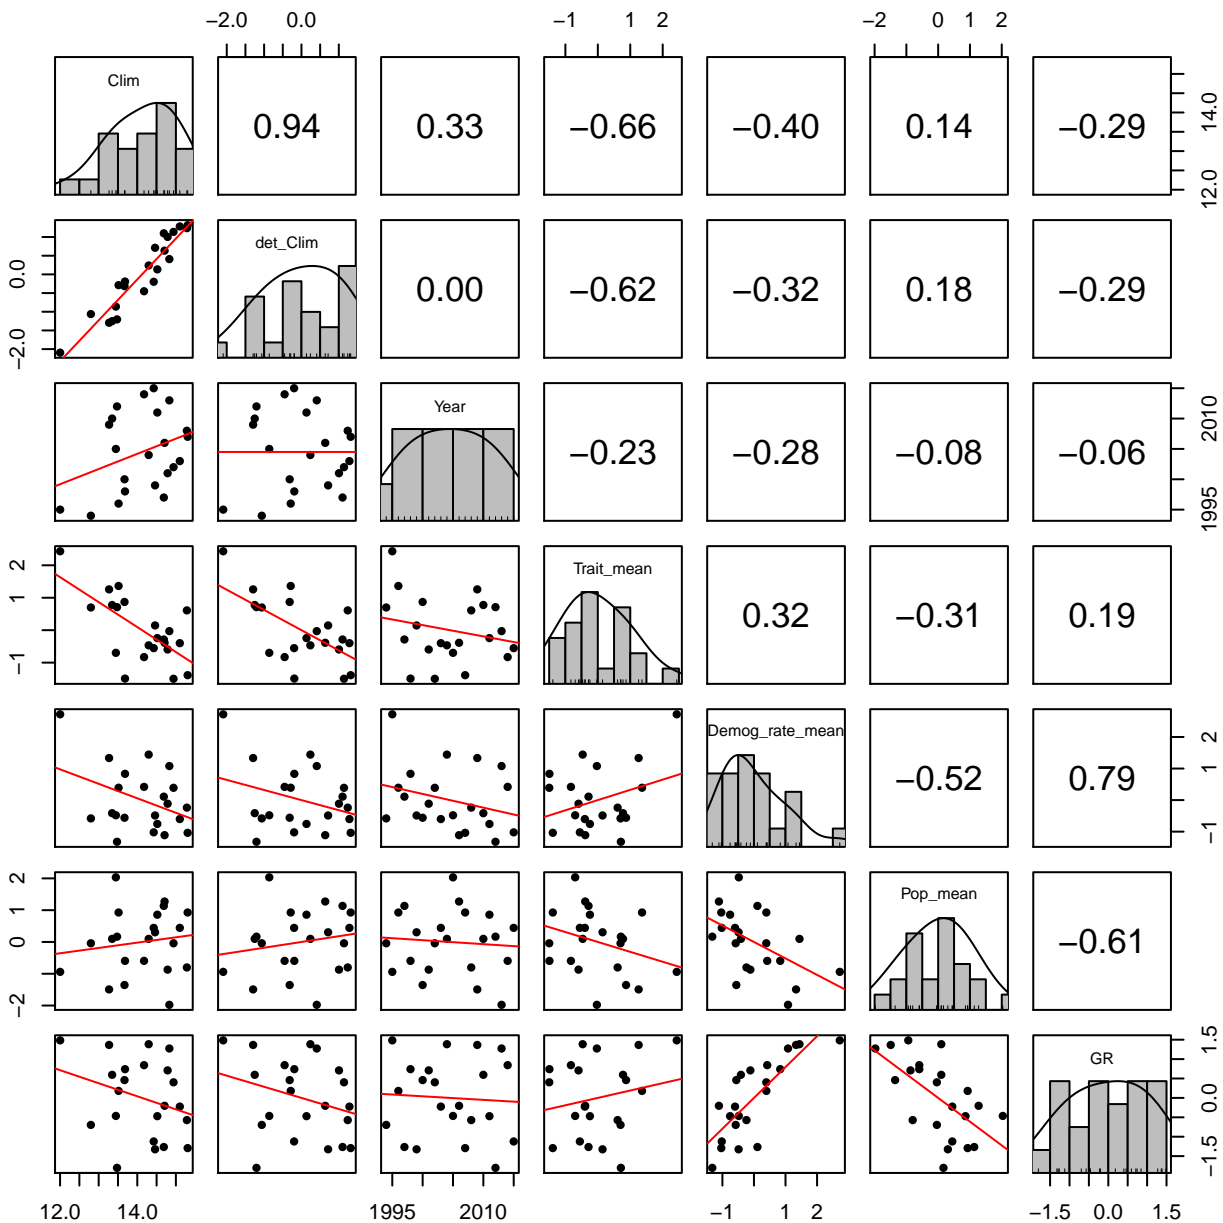 −2.0 0.0 −1 1 2 −2 0 1
Clim 0.94 0.33 −0.66 −0.40 0.14 −0.29 12.0 14.0
−2.0 0.0 det_Clim 0.00 −0.62 −0.32 0.18 −0.29
Year −0.23 −0.28 −0.08 −0.06 1995 2010
−1 1 2 Trait_mean 0.32 −0.31 0.19
Demog_rate_mean −0.52 0.79 −1 1 2
−2 0 1 2 Pop_mean −0.61
GR −1.5 0.0 1.5
12.0 14.0 1995 2010 −1 1 2 −1.5 0.0 1.5